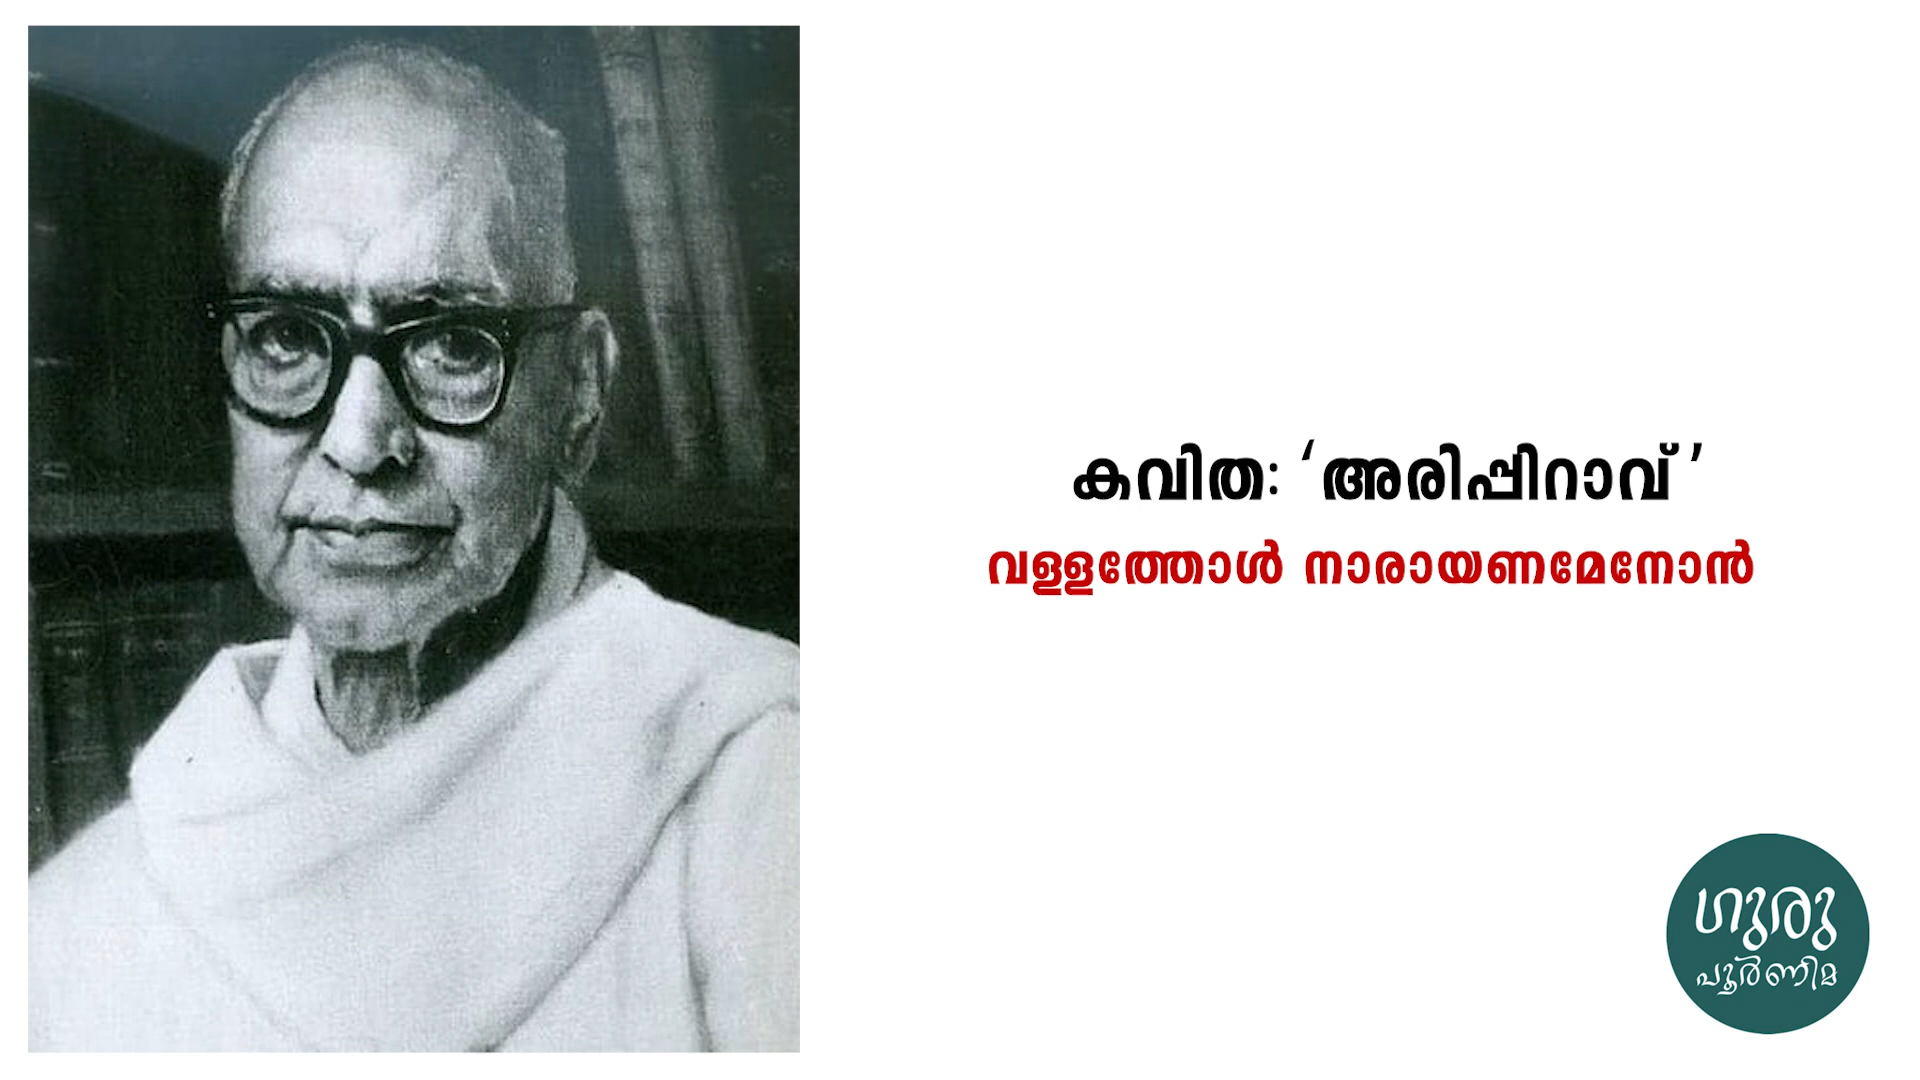 കവിത: ‘അരിപ്പിറാവ്’
വള്ളത്തോൾ നാരായണമേനോൻ
ഗുരു
പൂർണിമ